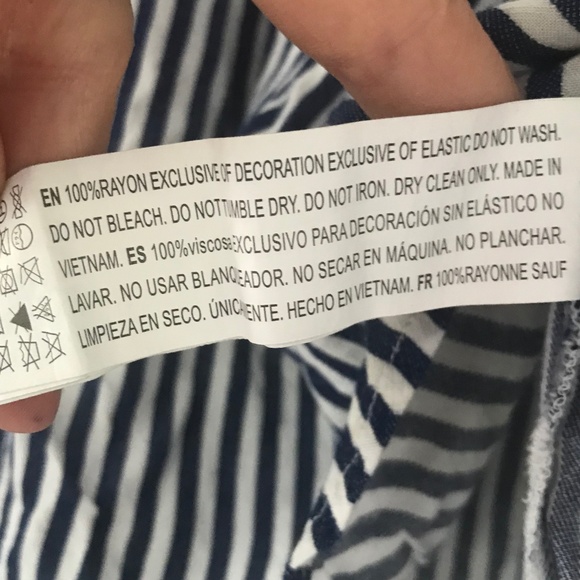 EN 100%RAYON EXCLUSIVE OF DECORATION EXCLUSIVE OF ELASTIC DO NOT WASH.
DO NOT BLEACH. DO NOT TUMBLE DRY. DO NOT IRON. DRY CLEAN ONLY. MADE IN
VIETNAM. ES 100%viscosa EXCLUSIVO PARA DECORACIÓN SIN ELÁSTICO NO
LAVAR. NO USAR BLANQUEADOR. NO SECAR EN MÁQUINA. NO PLANCHAR.
LIMPIEZA EN SECO. ÚNICAMENTE. HECHO EN VIETNAM. FR 100%RAYONNE SAUF